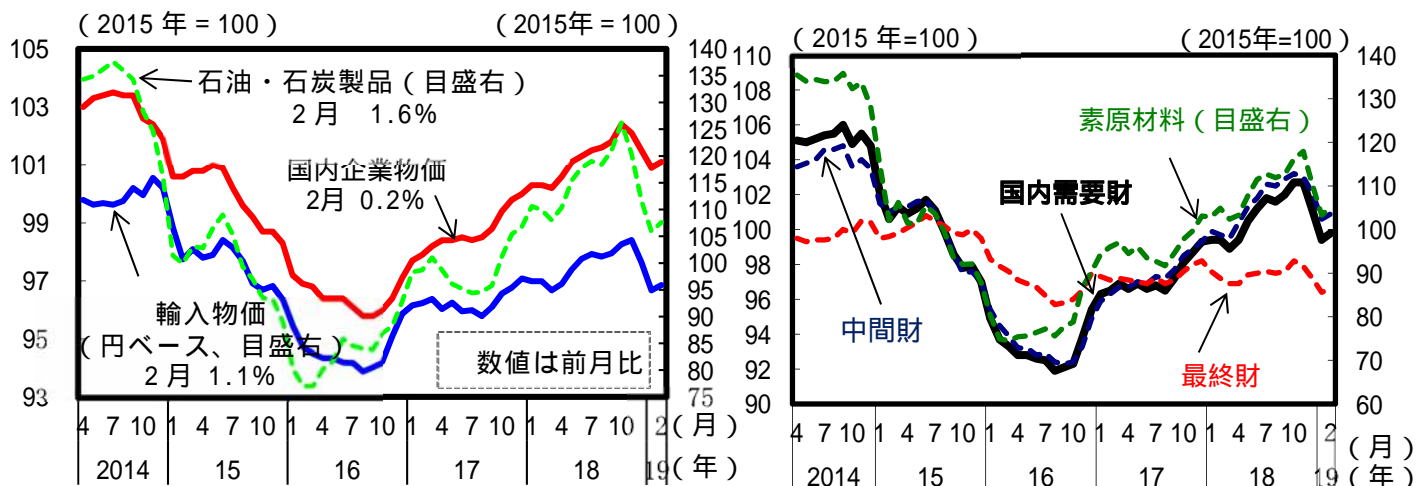 （2015 年＝100） （2015年＝100）
105
103
101
99
97
95
93
140
135
130
125
120
115
110
105
100
95
90
85
80
75
石油・石炭製品（目盛右）
2月 1.6%
国内企業物価
2月 0.2%
輸入物価
（円ベース、目盛右）
2月 1.1%
数値は前月比
4 7 10 1 4 7 10 1 4 7 10 1 4 7 10 1 4 7 10 1 2（月）
2014 15 16 17 18 19（年）
（2015 年=100） （2015年=100）
110
108
106
104
102
100
98
96
94
92
90
140
130
120
110
100
90
80
70
60
素原材料（目盛右）
国内需要財
中間財
最終財
4 7 10 1 4 7 10 1 4 7 10 1 4 7 10 1 4 7 10 1 2（月）
2014 15 16 17 18 19（年）